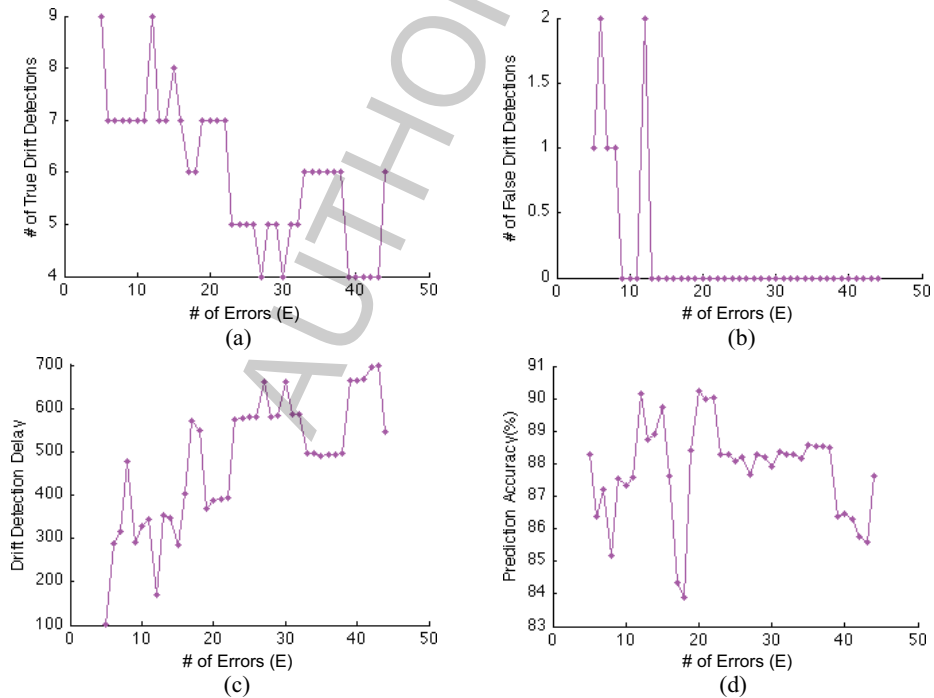 9
8
7
6
5
4
# of True Drift Detections
0 10 20 30 40 50
# of Errors (E)
(a)
2
1.5
1
0.5
0
# of False Drift Detections
0 10 20 30 40 50
# of Errors (E)
(b)
AUTHO
700
600
500
400
300
200
100
Drift Detection Delay
0 10 20 30 40 50
# of Errors (E)
(c)
91
90
89
88
87
86
85
84
83
Prediction Accuracy(%)
0 10 20 30 40 50
# of Errors (E)
(d)